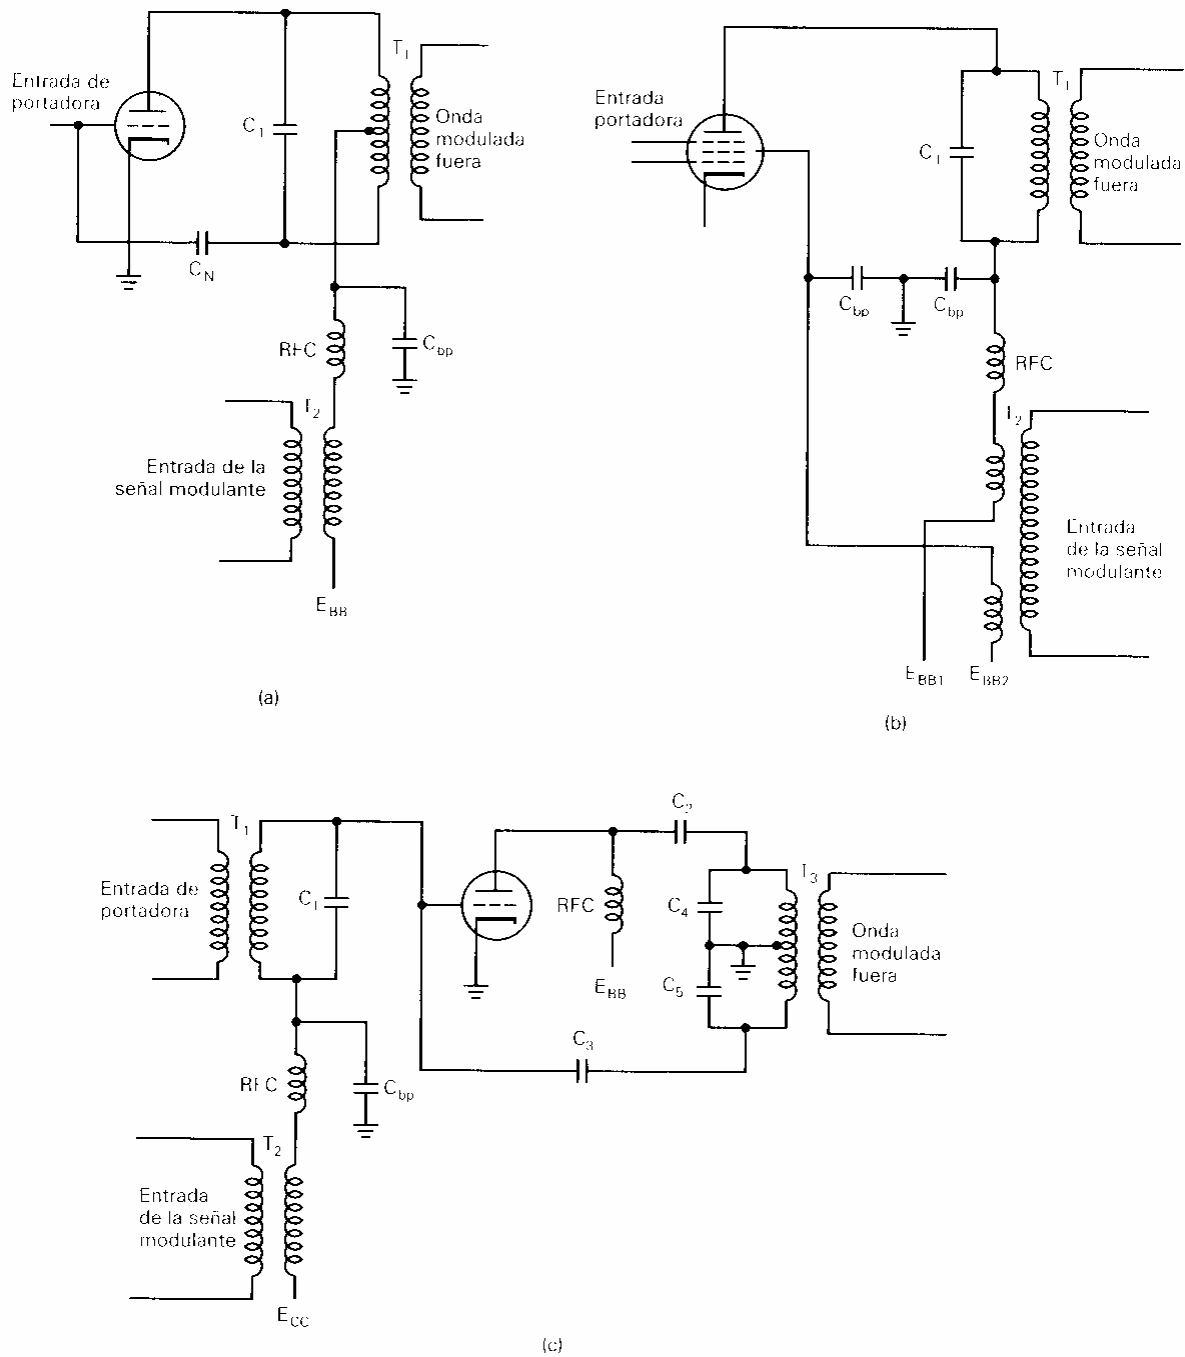 Entrada de
portadora
C1
T1
Onda
modulada
fuera
CN
RFC
Cbp
T2
Entrada de la
señal modulante
EBB
(a)
Entrada
portadora
C1
T1
Onda
modulada
fuera
Cbp
Cbp
RFC
T2
Entrada
de la señal
modulante
EBB1
EBB2
(b)
Entrada de
portadora
T1
C1
RFC
Cbp
T2
Entrada
de la señal
modulante
ECC
C2
RFC
EBB
C4
C5
T3
Onda
modulada
fuera
C3
(c)